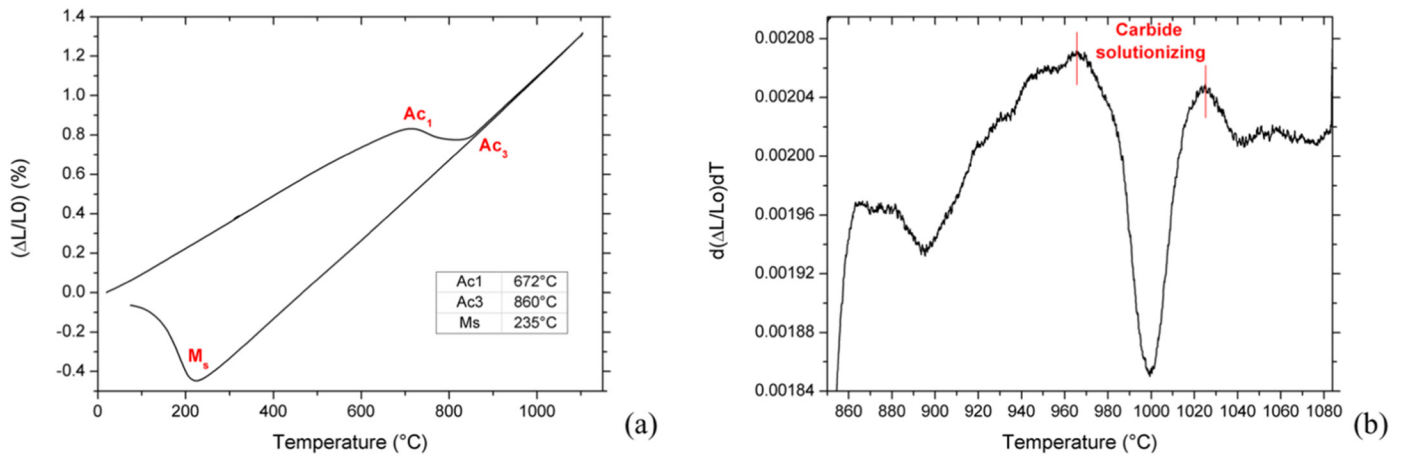 1.4
1.2
1.0
0.8
0.6
0.4
0.2
0.0
-0.2
-0.4
(ΔL/L0) (%)
Ac1
Ac3
Ms
Ac1 672°C
Ac3 860°C
Ms 235°C
0 200 400 600 800 1000
Temperature (°C)
(a)
0.00208
0.00204
0.00200
0.00196
0.00192
0.00188
0.00184
d(ΔL/Lo)dT
Carbide
solutionizing
860 880 900 920 940 960 980 1000 1020 1040 1060 1080
Temperature (°C)
(b)